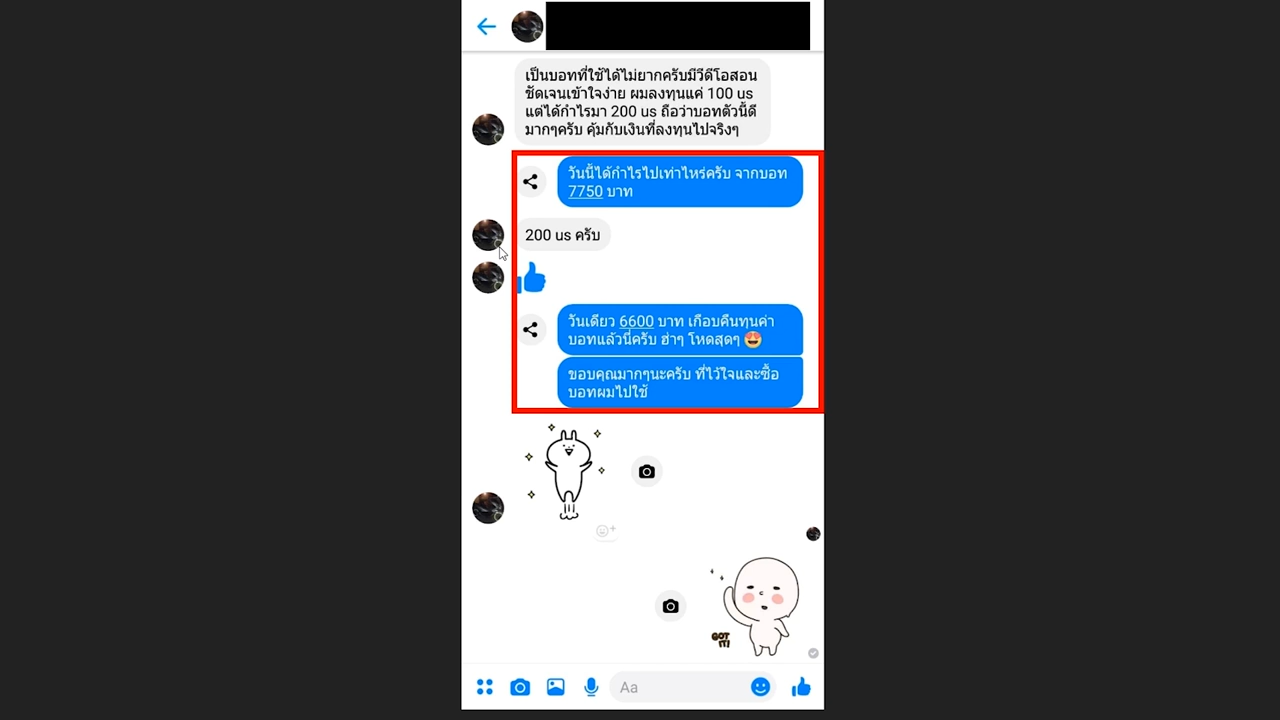 เป็นบอทที่ใช้ได้ไม่ยากครับมีวีดีโอสอน
ชัดเจนเข้าใจง่าย ผมลงทุนแค่ 100 us
แต่ได้กำไรมา 200 us ถือว่าบอทตัวนี้ดี
มากๆครับ คุ้มกับเงินที่ลงทุนไปจริงๆ
วันนี้ได้กำไรไปเท่าไหร่ครับ จากบอท
7750 บาท
200 us ครับ
วันเดียว 6600 บาท เกือบคืนทุนค่า
บอทแล้วนี่ครับ ฮ่าๆ โหดสุดๆ 🤩
ขอบคุณมากๆนะครับ ที่ไว้ใจและซื้อ
บอทผมไปใช้
GOT
IT!
Aa